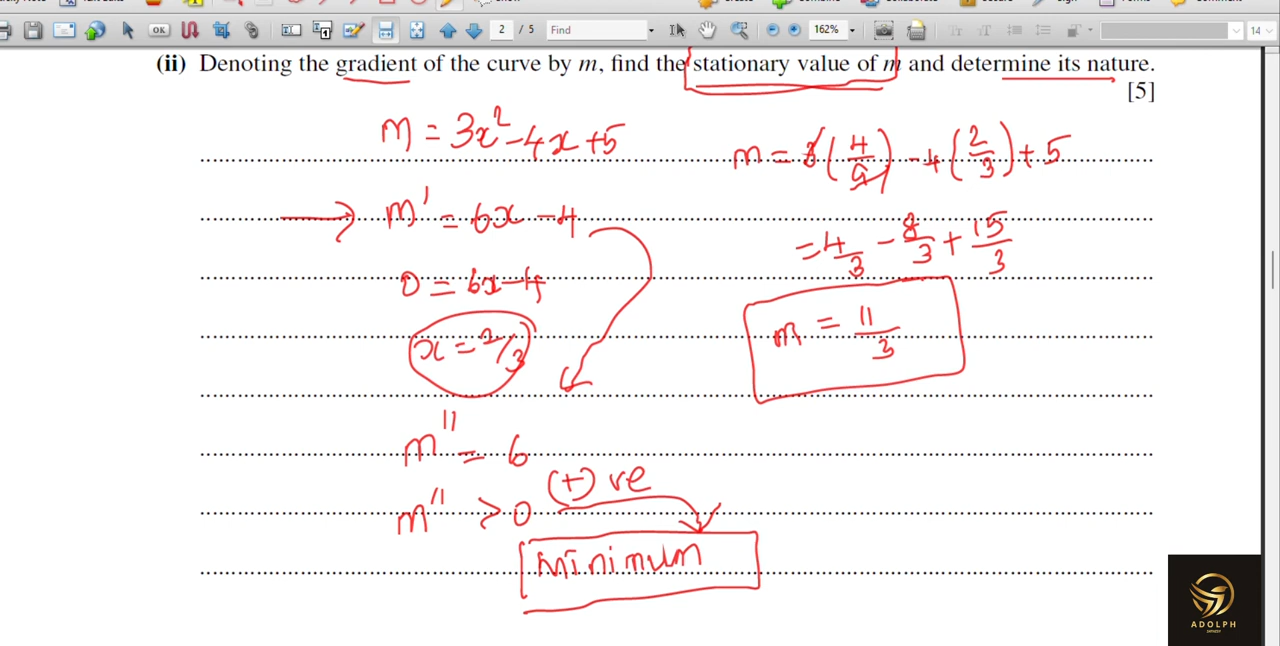 2 / 5 Find 162% 14
(ii) Denoting the gradient of the curve by m, find the stationary value of m and determine its nature.
[5]
m = 3x² - 4x + 5
m' = 6x - 4
0 = 6x - 4
x = 2/3
m'' = 6
m'' > 0 (+) ve
minimum
m = 3(4/9) - 4(2/3) + 5
= 4/3 - 8/3 + 15/3
m = 11/3
ADOLPH